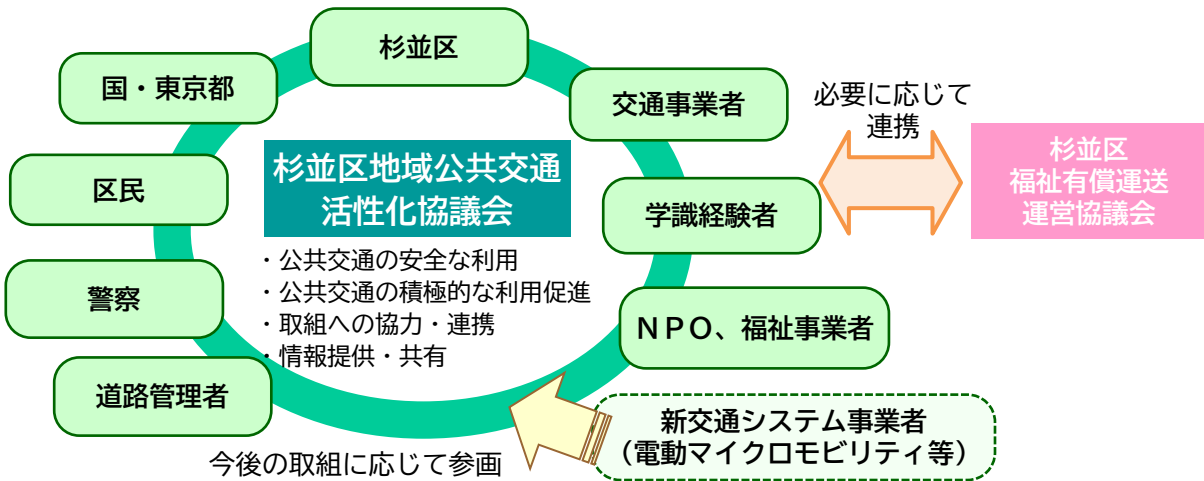 杉並区
国・東京都
交通事業者
必要に応じて
連携
杉並区地域公共交通
活性化協議会
杉並区
福祉有償運送
運営協議会
区民
学識経験者
・公共交通の安全な利用
・公共交通の積極的な利用促進
・取組への協力・連携
・情報提供・共有
警察
NPO、福祉事業者
道路管理者
新交通システム事業者
(電動マイクロモビリティ等)
今後の取組に応じて参画